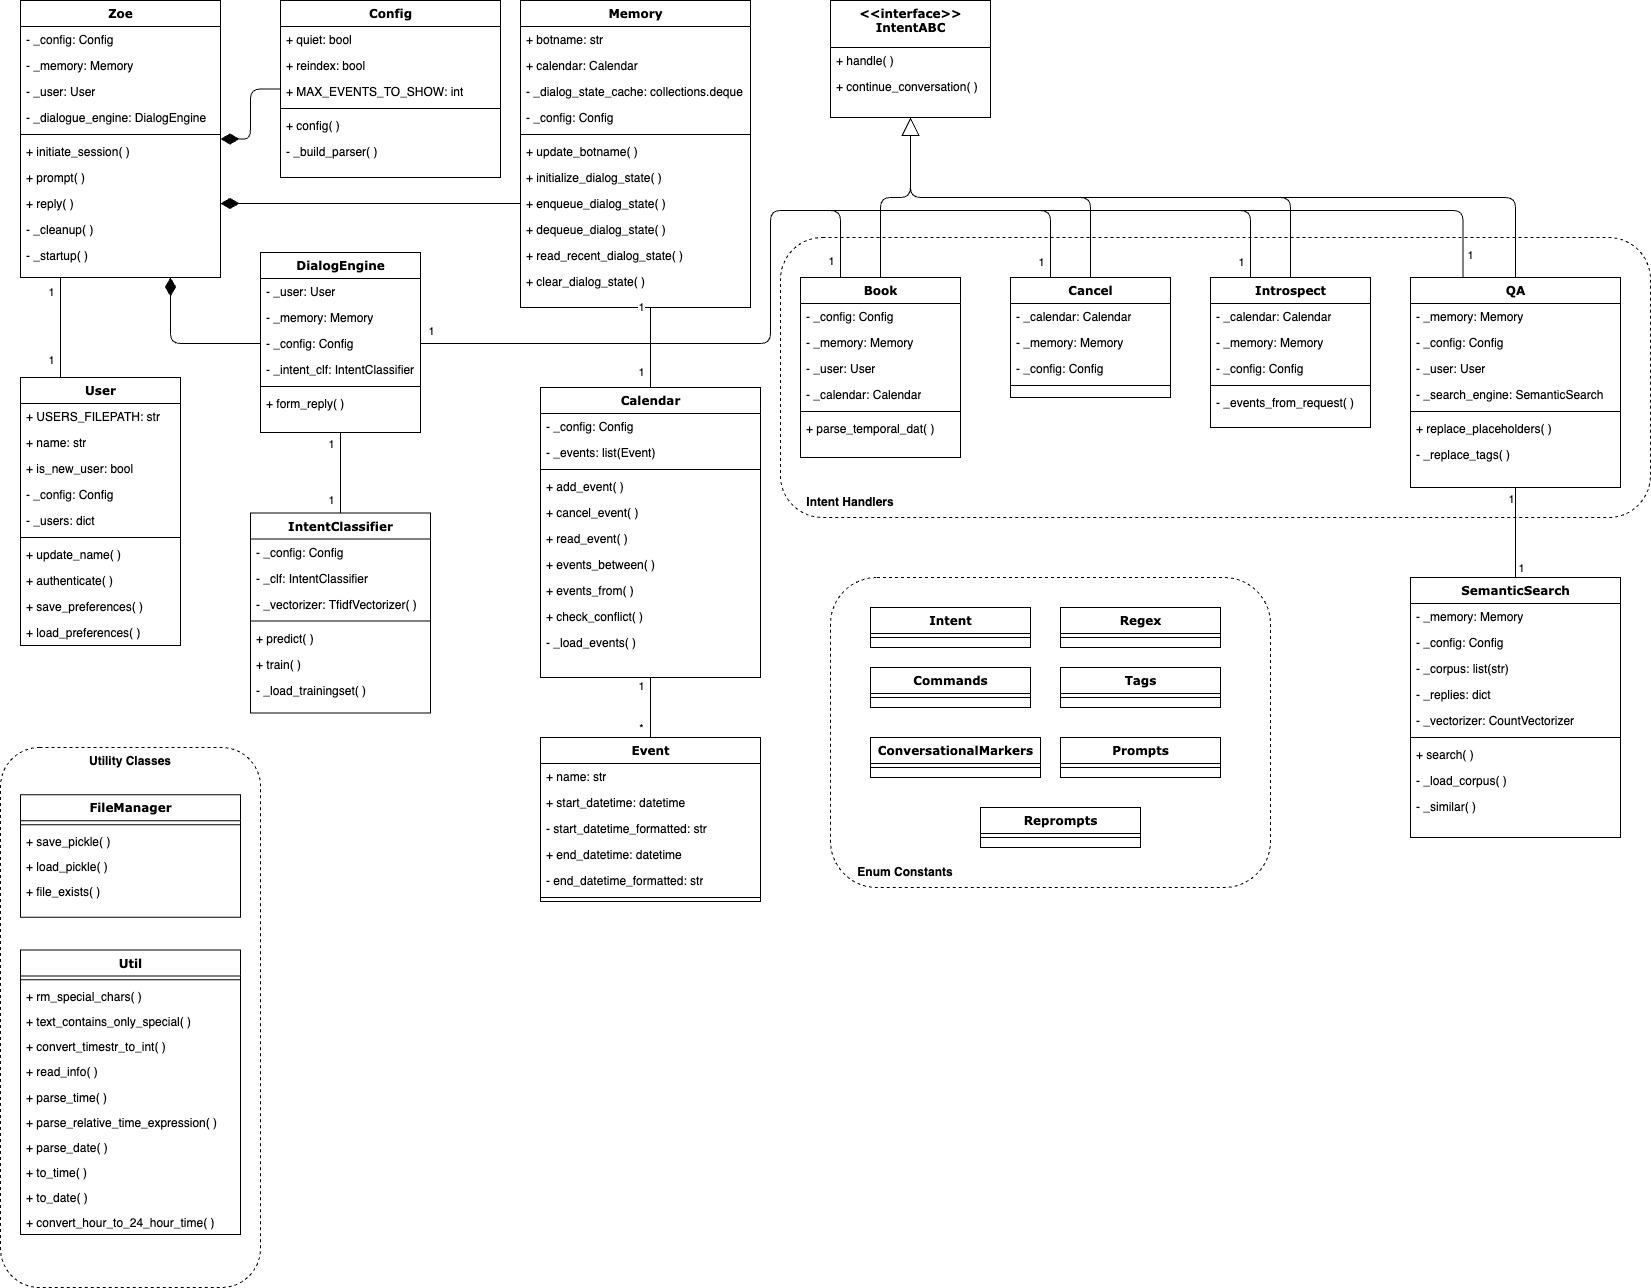 Zoe
- _config: Config
- _memory: Memory
- _user: User
- _dialogue_engine: DialogEngine
+ initiate_session( )
+ prompt( )
+ reply( )
- _cleanup( )
- _startup( )
1
1
Config
+ quiet: bool
+ reindex: bool
+ MAX_EVENTS_TO_SHOW: int
+ config( )
- _build_parser( )
Memory
+ botname: str
+ calendar: Calendar
- _dialog_state_cache: collections.deque
- _config: Config
+ update_botname( )
+ initialize_dialog_state( )
+ enqueue_dialog_state( )
+ dequeue_dialog_state( )
+ read_recent_dialog_state( )
+ clear_dialog_state( )
1
1
<<interface>>
IntentABC
+ handle( )
+ continue_conversation( )
DialogEngine
- _user: User
- _memory: Memory
- _config: Config
- _intent_clf: IntentClassifier
+ form_reply( )
1
1
1
User
+ USERS_FILEPATH: str
+ name: str
+ is_new_user: bool
- _config: Config
- _users: dict
+ update_name( )
+ authenticate( )
+ save_preferences( )
+ load_preferences( )
IntentClassifier
- _config: Config
- _clf: IntentClassifier
- _vectorizer: TfidfVectorizer( )
+ predict( )
+ train( )
- _load_trainingset( )
Calendar
- _config: Config
- _events: list(Event)
+ add_event( )
+ cancel_event( )
+ read_event( )
+ events_between( )
+ events_from( )
+ check_conflict( )
- _load_events( )
1
*
Event
+ name: str
+ start_datetime: datetime
- start_datetime_formatted: str
+ end_datetime: datetime
- end_datetime_formatted: str
1
Book
- _config: Config
- _memory: Memory
- _user: User
- _calendar: Calendar
+ parse_temporal_dat( )
1
Cancel
- _calendar: Calendar
- _memory: Memory
- _config: Config
1
Introspect
- _calendar: Calendar
- _memory: Memory
- _config: Config
- _events_from_request( )
1
QA
- _memory: Memory
- _config: Config
- _user: User
- _search_engine: SemanticSearch
+ replace_placeholders( )
- _replace_tags( )
Intent Handlers
1
1
SemanticSearch
- _memory: Memory
- _config: Config
- _corpus: list(str)
- _replies: dict
- _vectorizer: CountVectorizer
+ search( )
- _load_corpus( )
- _similar( )
Intent
Regex
Commands
Tags
ConversationalMarkers
Prompts
Reprompts
Enum Constants
Utility Classes
FileManager
+ save_pickle( )
+ load_pickle( )
+ file_exists( )
Util
+ rm_special_chars( )
+ text_contains_only_special( )
+ convert_timestr_to_int( )
+ read_info( )
+ parse_time( )
+ parse_relative_time_expression( )
+ parse_date( )
+ to_time( )
+ to_date( )
+ convert_hour_to_24_hour_time( )